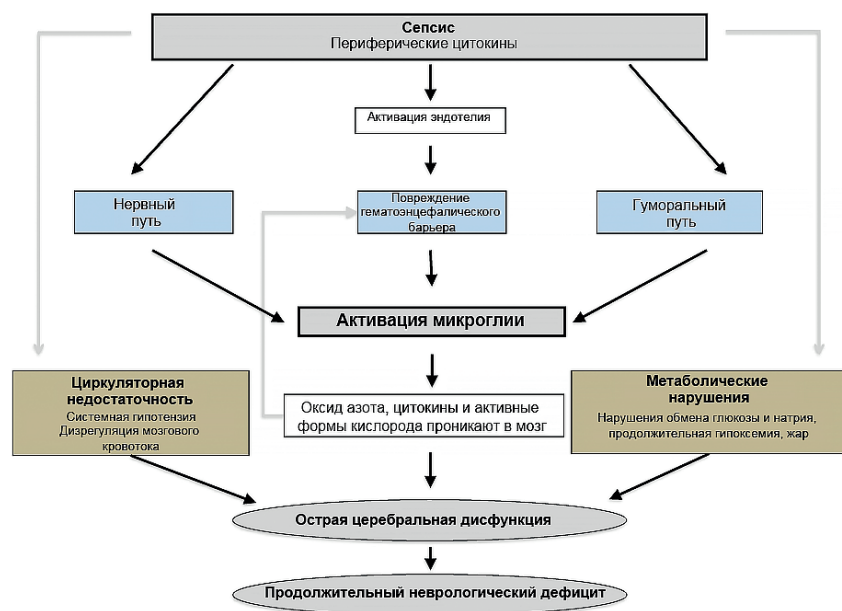 Сепсис
Периферические цитокины
Активация эндотелия
Нервный
путь
Повреждение
гематоэнцефалического
барьера
Гуморальный
путь
Активация микроглии
Циркуляторная
недостаточность
Системная гипотензия
Дизрегуляция мозгового
кровотока
Оксид азота, цитокины и активные
формы кислорода проникают в мозг
Метаболические
нарушения
Нарушения обмена глюкозы и натрия,
продолжительная гипоксемия, жар
Острая церебральная дисфункция
Продолжительный неврологический дефицит